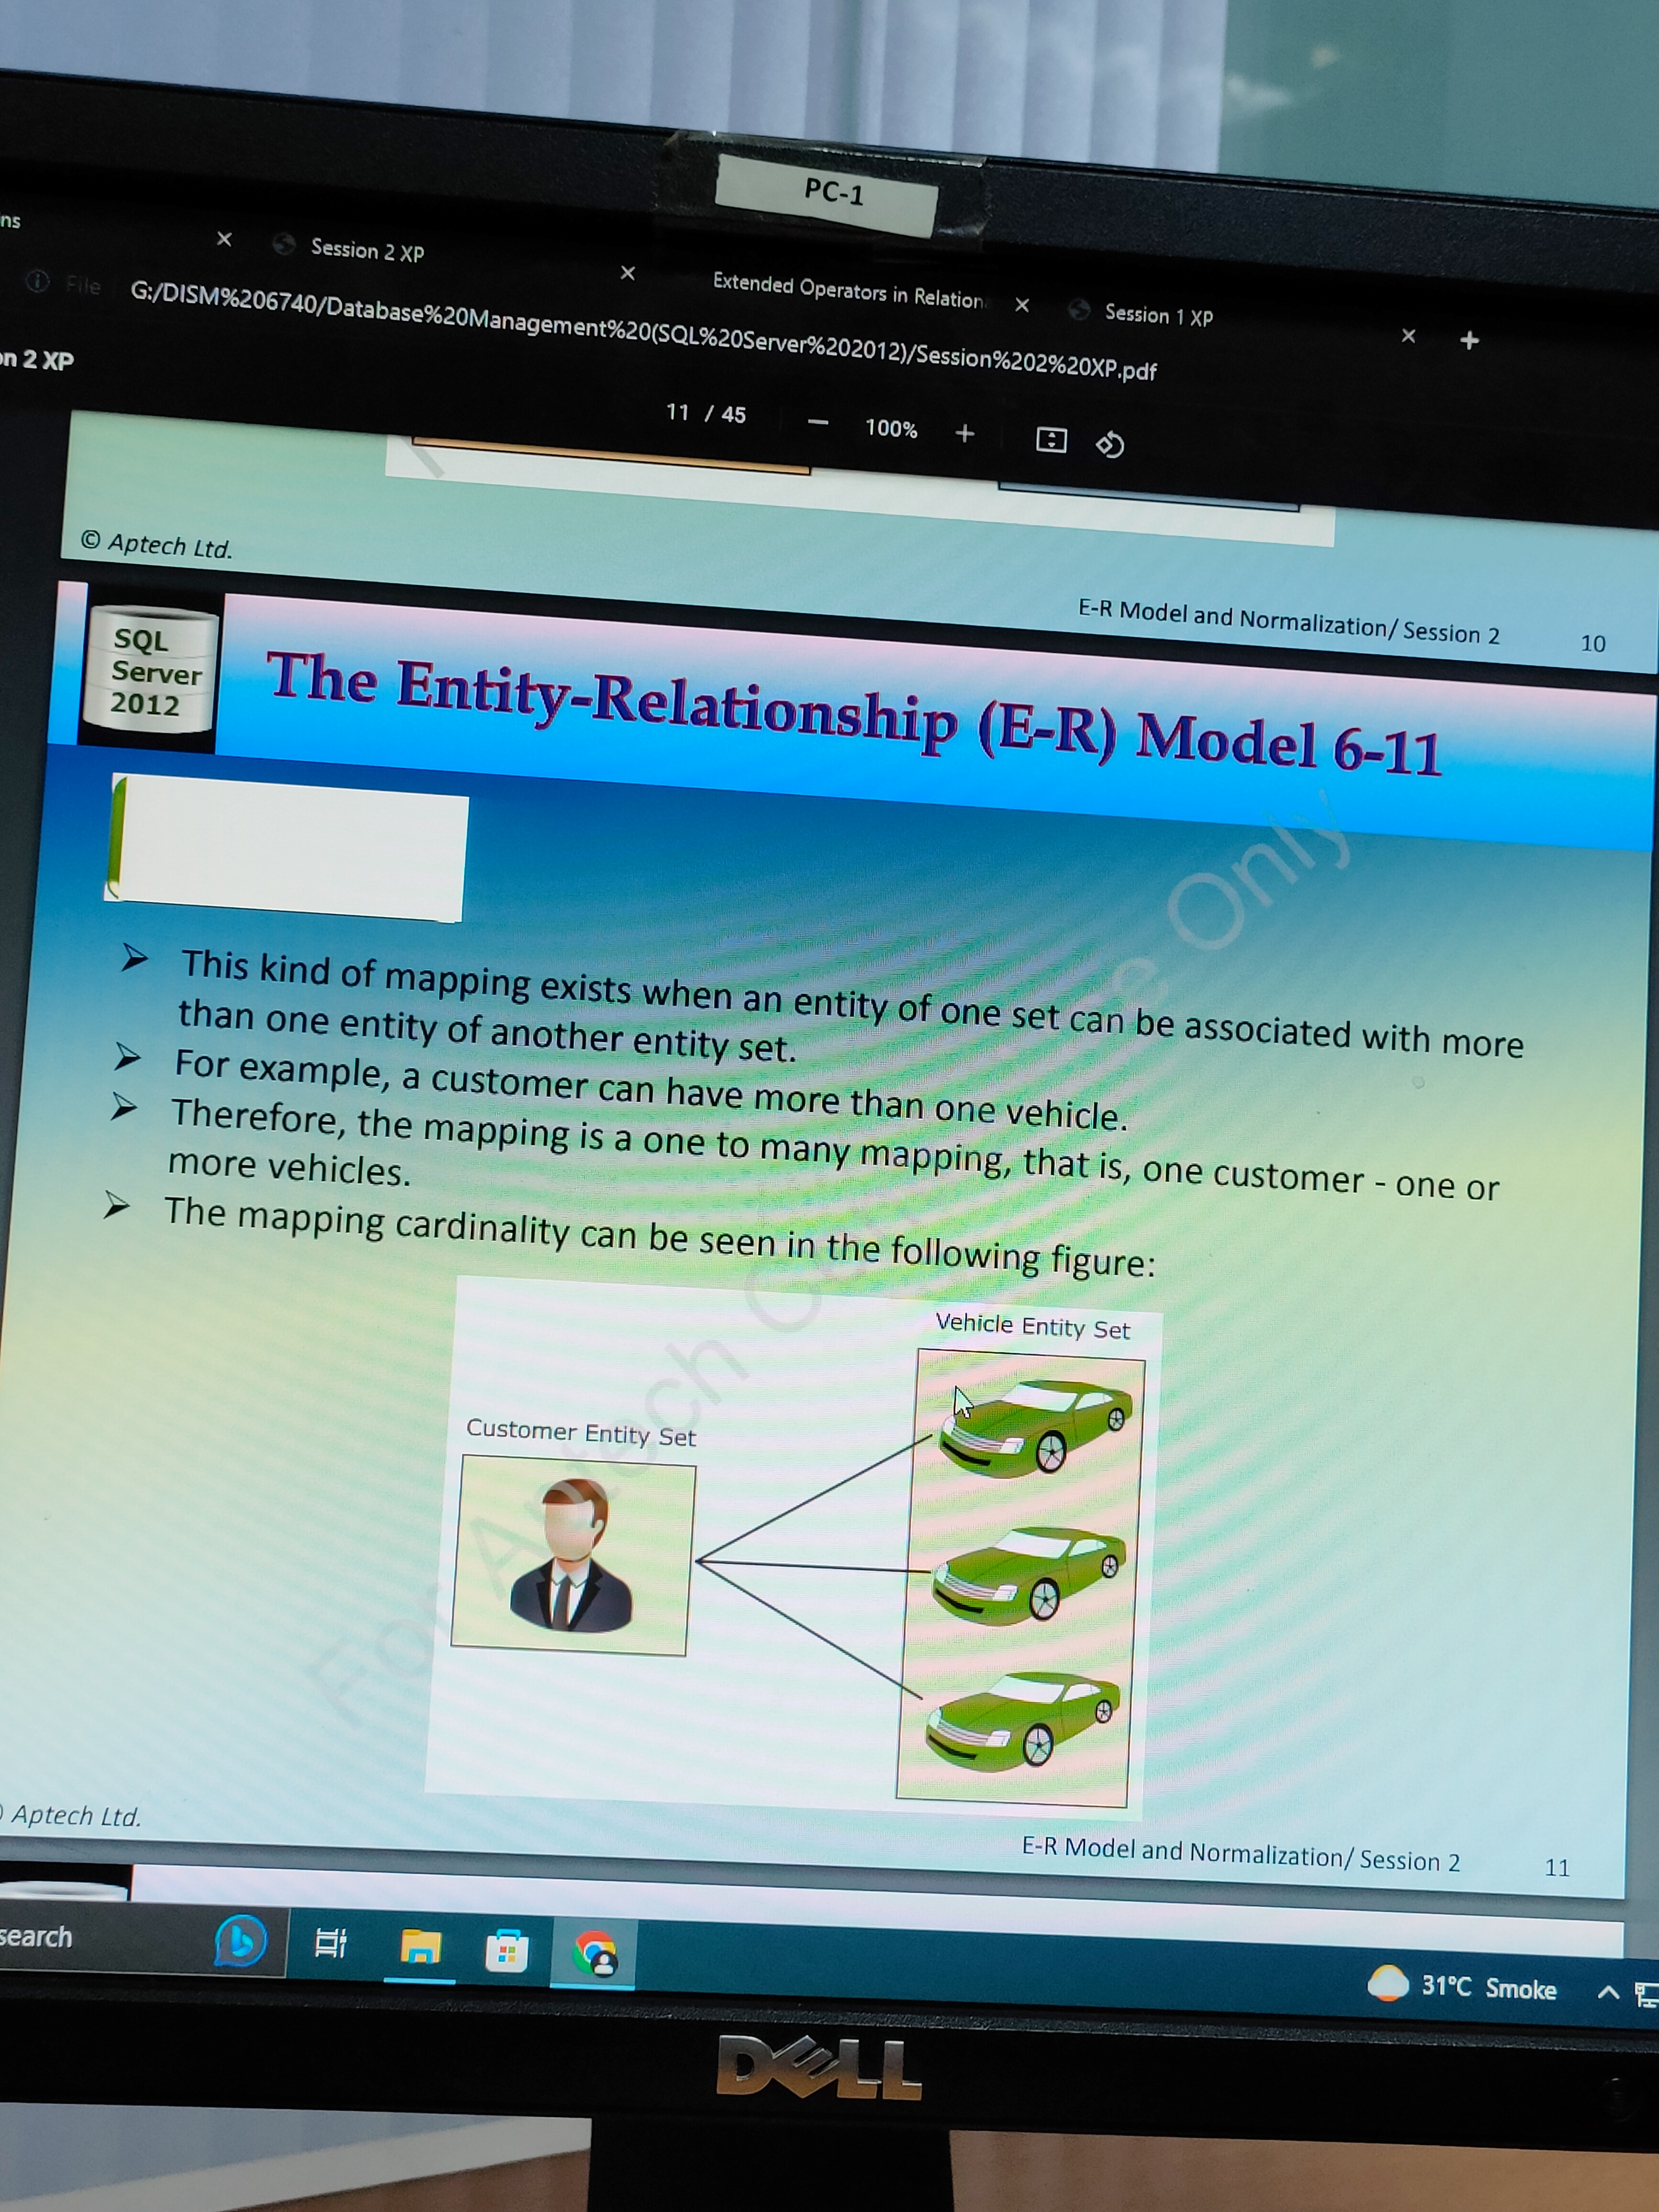 PC-1
ns
Session 2 XP
Extended Operators in Relation
Session 1 XP
File G:/DISM%206740/Database%20Management%20(SQL%20Server%202012)/Session%202%20XP.pdf
on 2 XP
11 / 45
100%
© Aptech Ltd.
E-R Model and Normalization/ Session 2 10
SQL
Server
2012
The Entity-Relationship (E-R) Model 6-11
➢ This kind of mapping exists when an entity of one set can be associated with more
than one entity of another entity set.
➢ For example, a customer can have more than one vehicle.
➢ Therefore, the mapping is a one to many mapping, that is, one customer - one or
more vehicles.
➢ The mapping cardinality can be seen in the following figure:
Vehicle Entity Set
Customer Entity Set
For Aptech Ce
e Only
Aptech Ltd.
E-R Model and Normalization/ Session 2 11
search
31°C Smoke
DELL